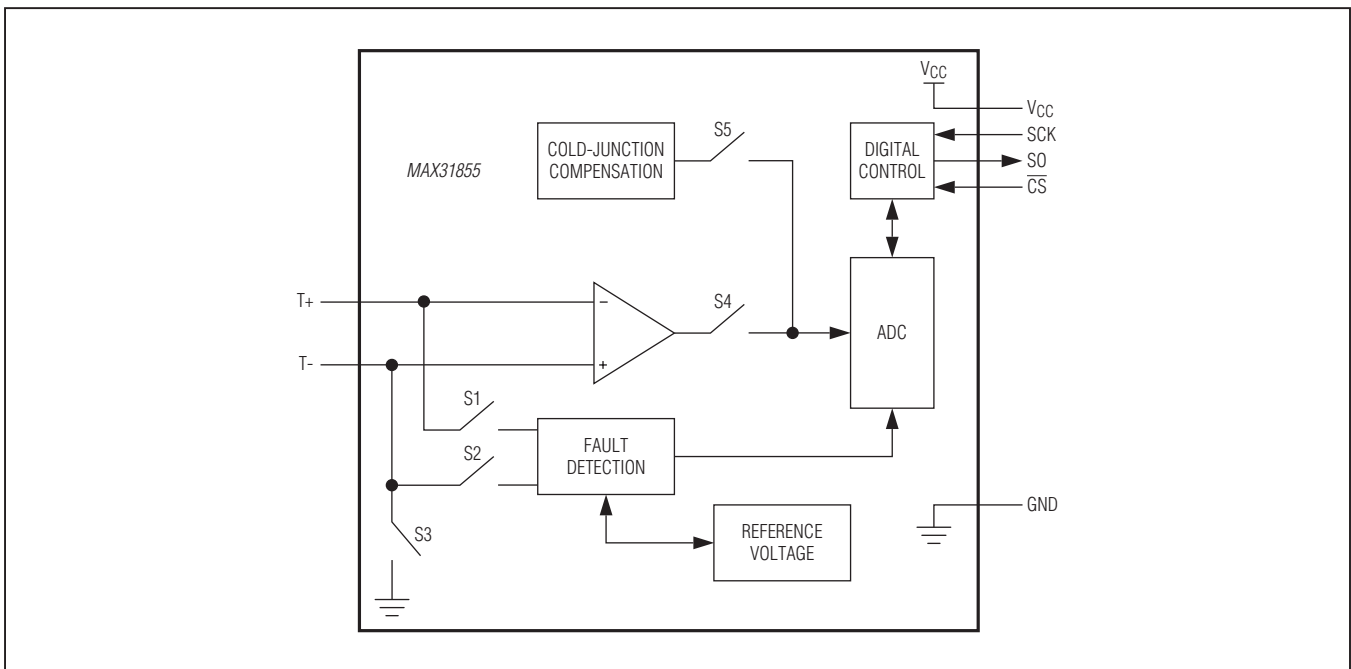 VCC
VCC
SCK
SO
CS
MAX31855
COLD-JUNCTION
COMPENSATION
S5
DIGITAL
CONTROL
T+
−
S4
ADC
T-
+
S1
S2
FAULT
DETECTION
S3
REFERENCE
VOLTAGE
GND